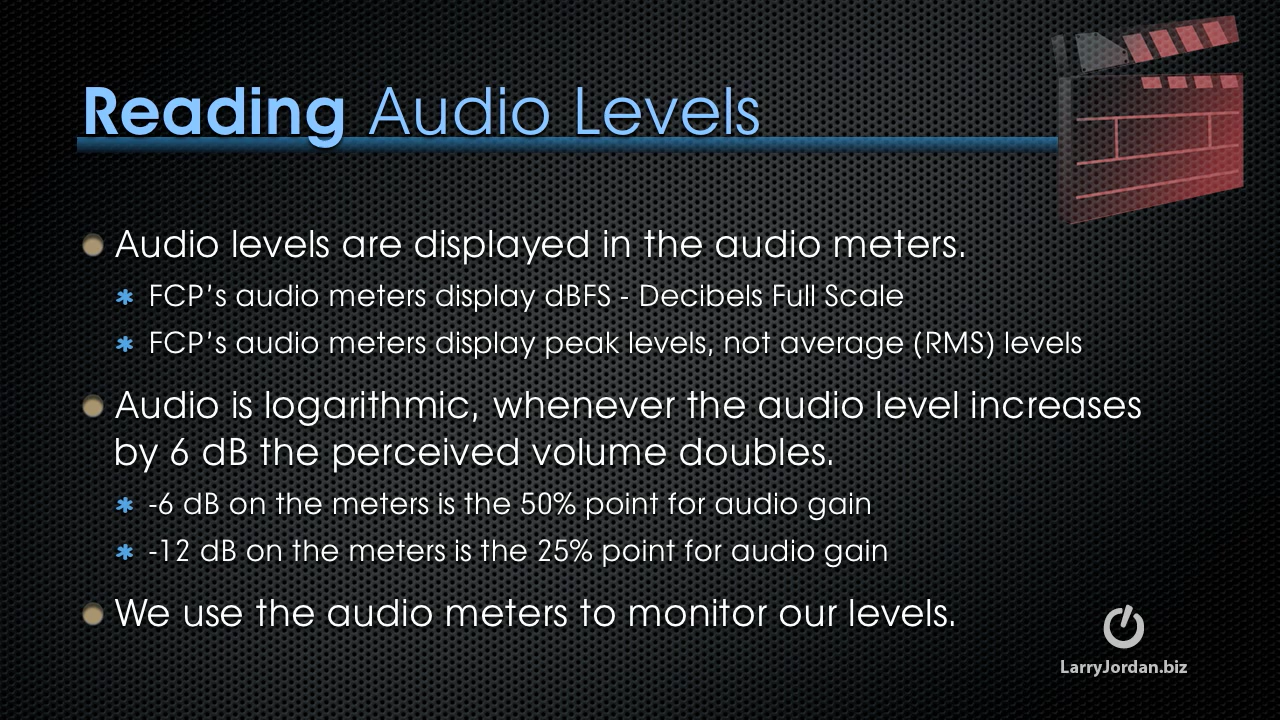 Reading Audio Levels
Audio levels are displayed in the audio meters.
FCP’s audio meters display dBFS - Decibels Full Scale
FCP’s audio meters display peak levels, not average (RMS) levels
Audio is logarithmic, whenever the audio level increases
by 6 dB the perceived volume doubles.
-6 dB on the meters is the 50% point for audio gain
-12 dB on the meters is the 25% point for audio gain
We use the audio meters to monitor our levels.
LarryJordan.biz